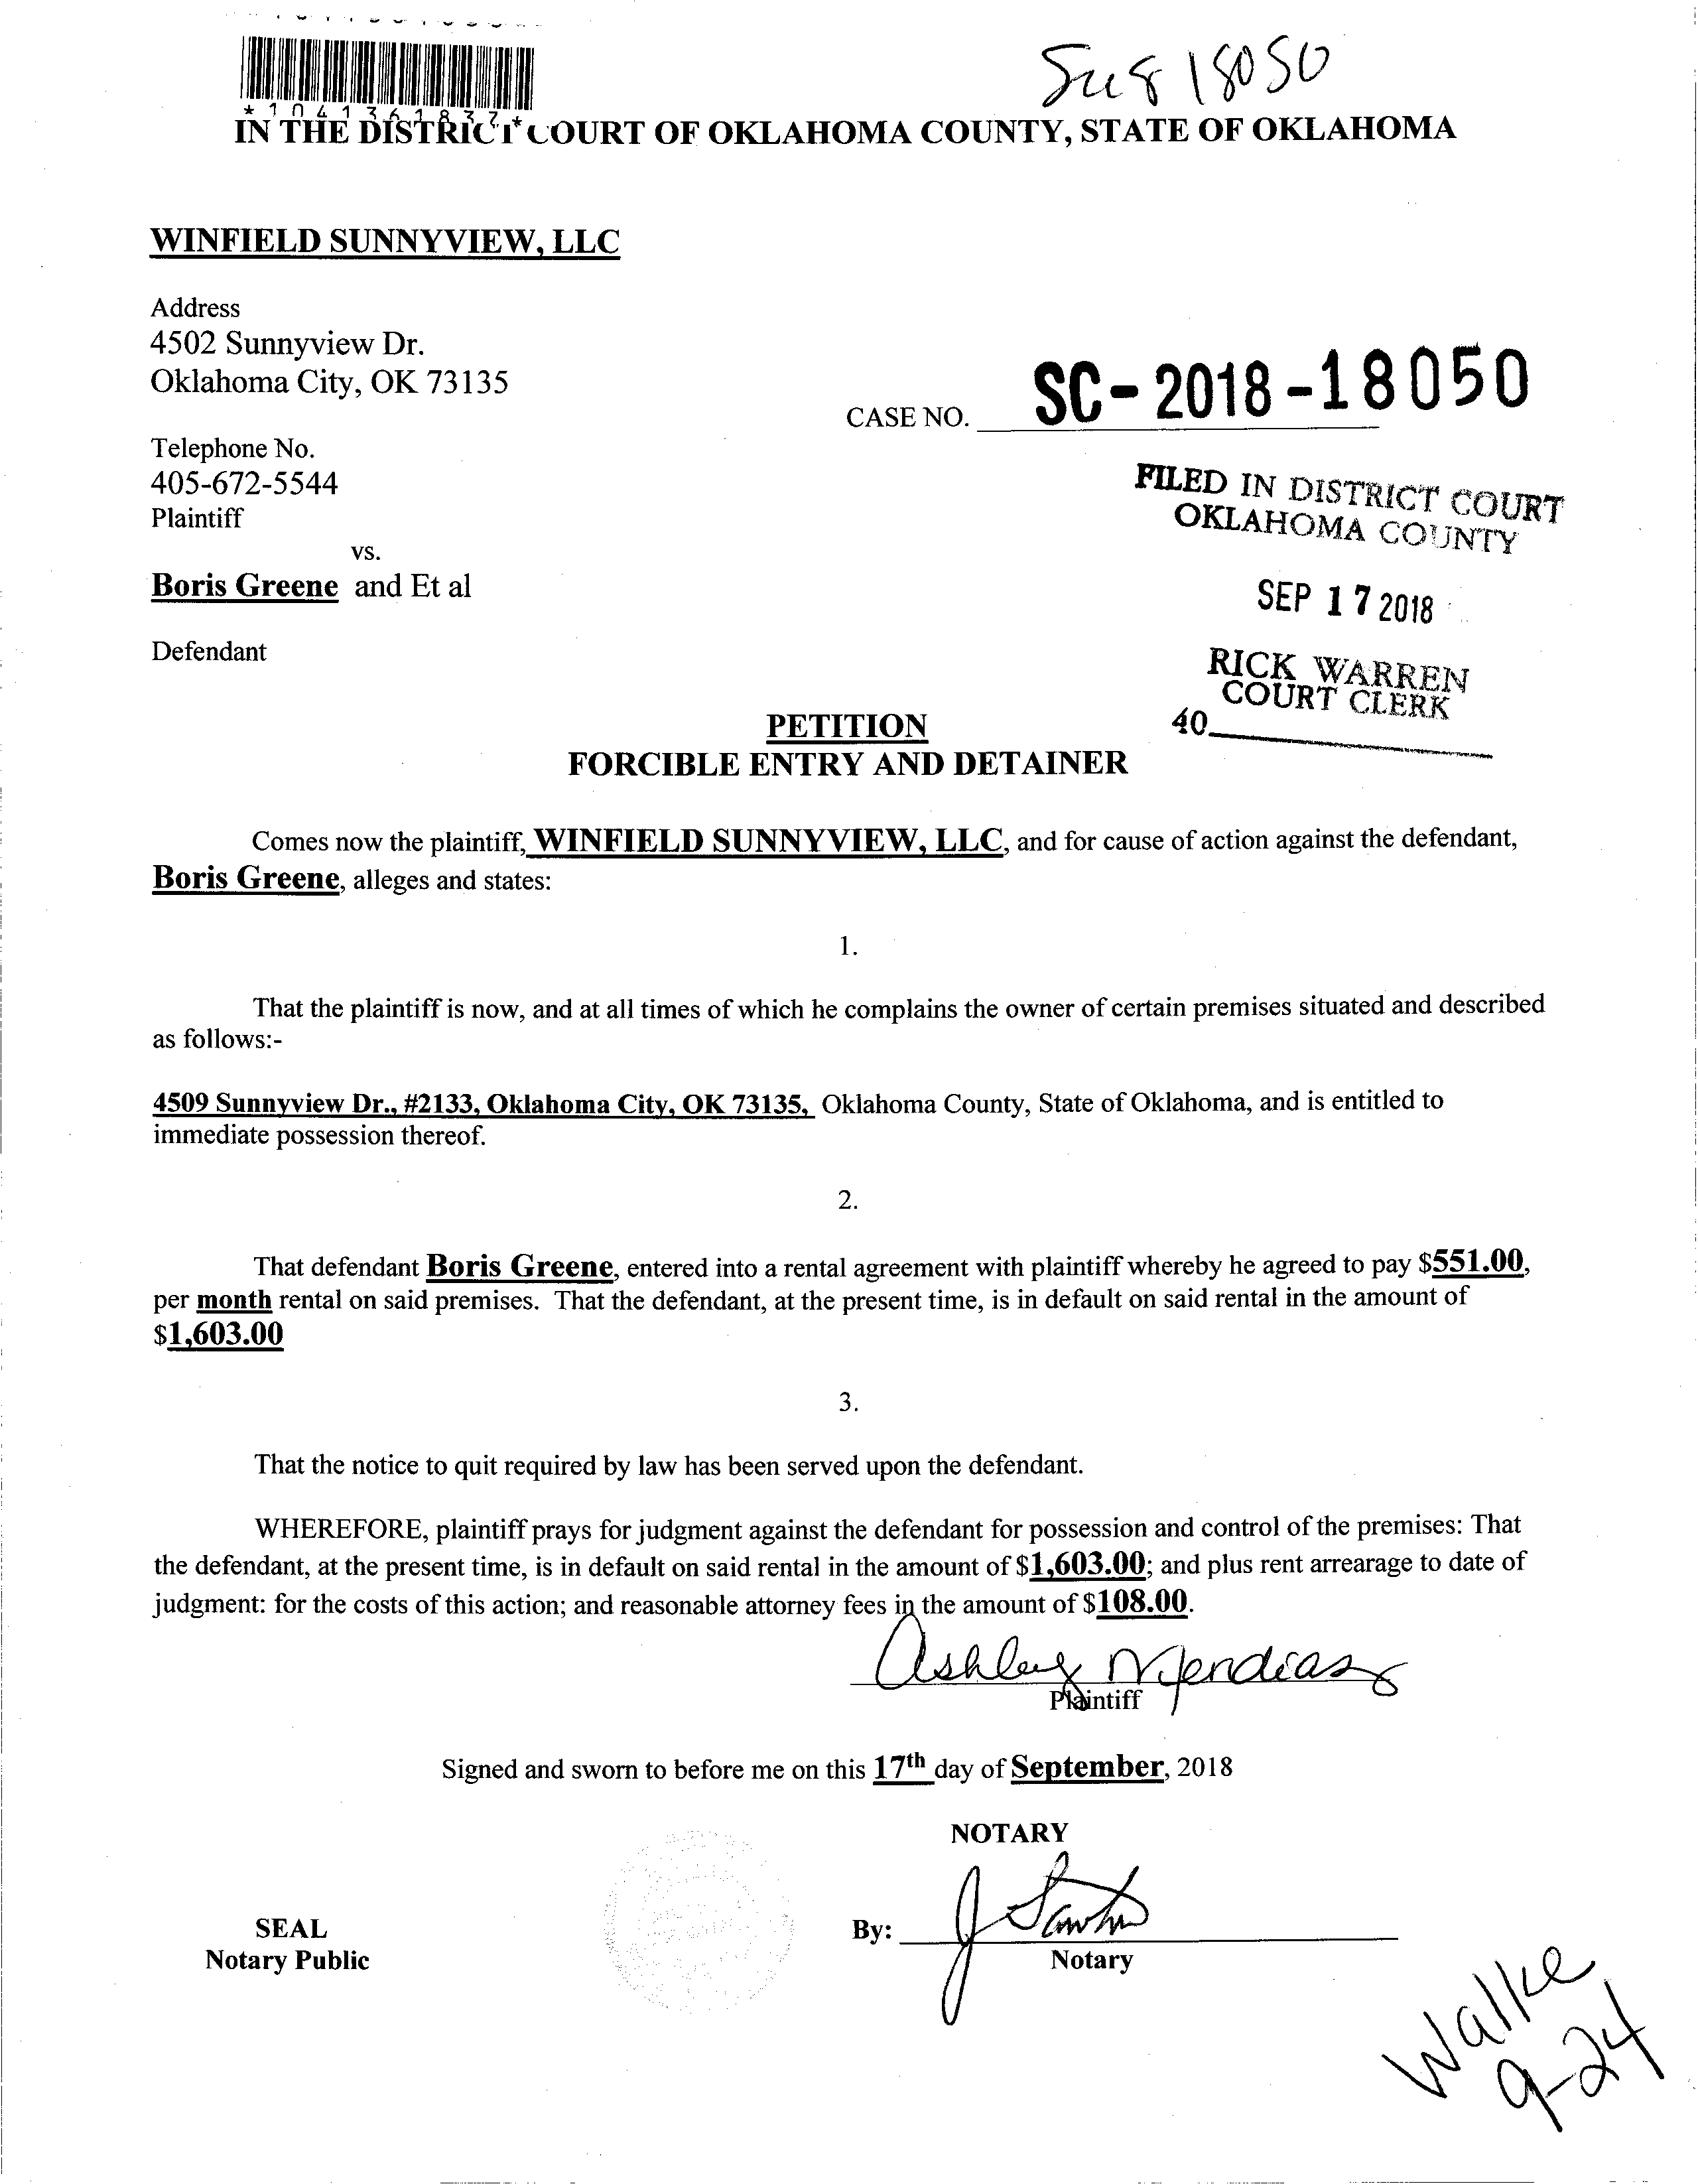 *1041361837*
18050
IN THE DISTRICT COURT OF OKLAHOMA COUNTY, STATE OF OKLAHOMA
WINFIELD SUNNYVIEW, LLC
Address
4502 Sunnyview Dr.
Oklahoma City, OK 73135
CASE NO. SC-2018-18050
Telephone No.
405-672-5544
Plaintiff
FILED IN DISTRICT COURT
OKLAHOMA COUNTY
vs.
Boris Greene and Et al
SEP 17 2018
Defendant
RICK WARREN
COURT CLERK
40
PETITION
FORCIBLE ENTRY AND DETAINER
Comes now the plaintiff, WINFIELD SUNNYVIEW, LLC, and for cause of action against the defendant,
Boris Greene, alleges and states:
1.
That the plaintiff is now, and at all times of which he complains the owner of certain premises situated and described
as follows:-
4509 Sunnyview Dr., #2133, Oklahoma City, OK 73135, Oklahoma County, State of Oklahoma, and is entitled to
immediate possession thereof.
2.
That defendant Boris Greene, entered into a rental agreement with plaintiff whereby he agreed to pay $551.00,
per month rental on said premises. That the defendant, at the present time, is in default on said rental in the amount of
$1,603.00
3.
That the notice to quit required by law has been served upon the defendant.
WHEREFORE, plaintiff prays for judgment against the defendant for possession and control of the premises: That
the defendant, at the present time, is in default on said rental in the amount of $1,603.00; and plus rent arrearage to date of
judgment: for the costs of this action; and reasonable attorney fees in the amount of $108.00.
Ashley Mendias
Plaintiff
Signed and sworn to before me on this 17th day of September, 2018
NOTARY
SEAL
Notary Public
By: J
Notary
Walke
9-24